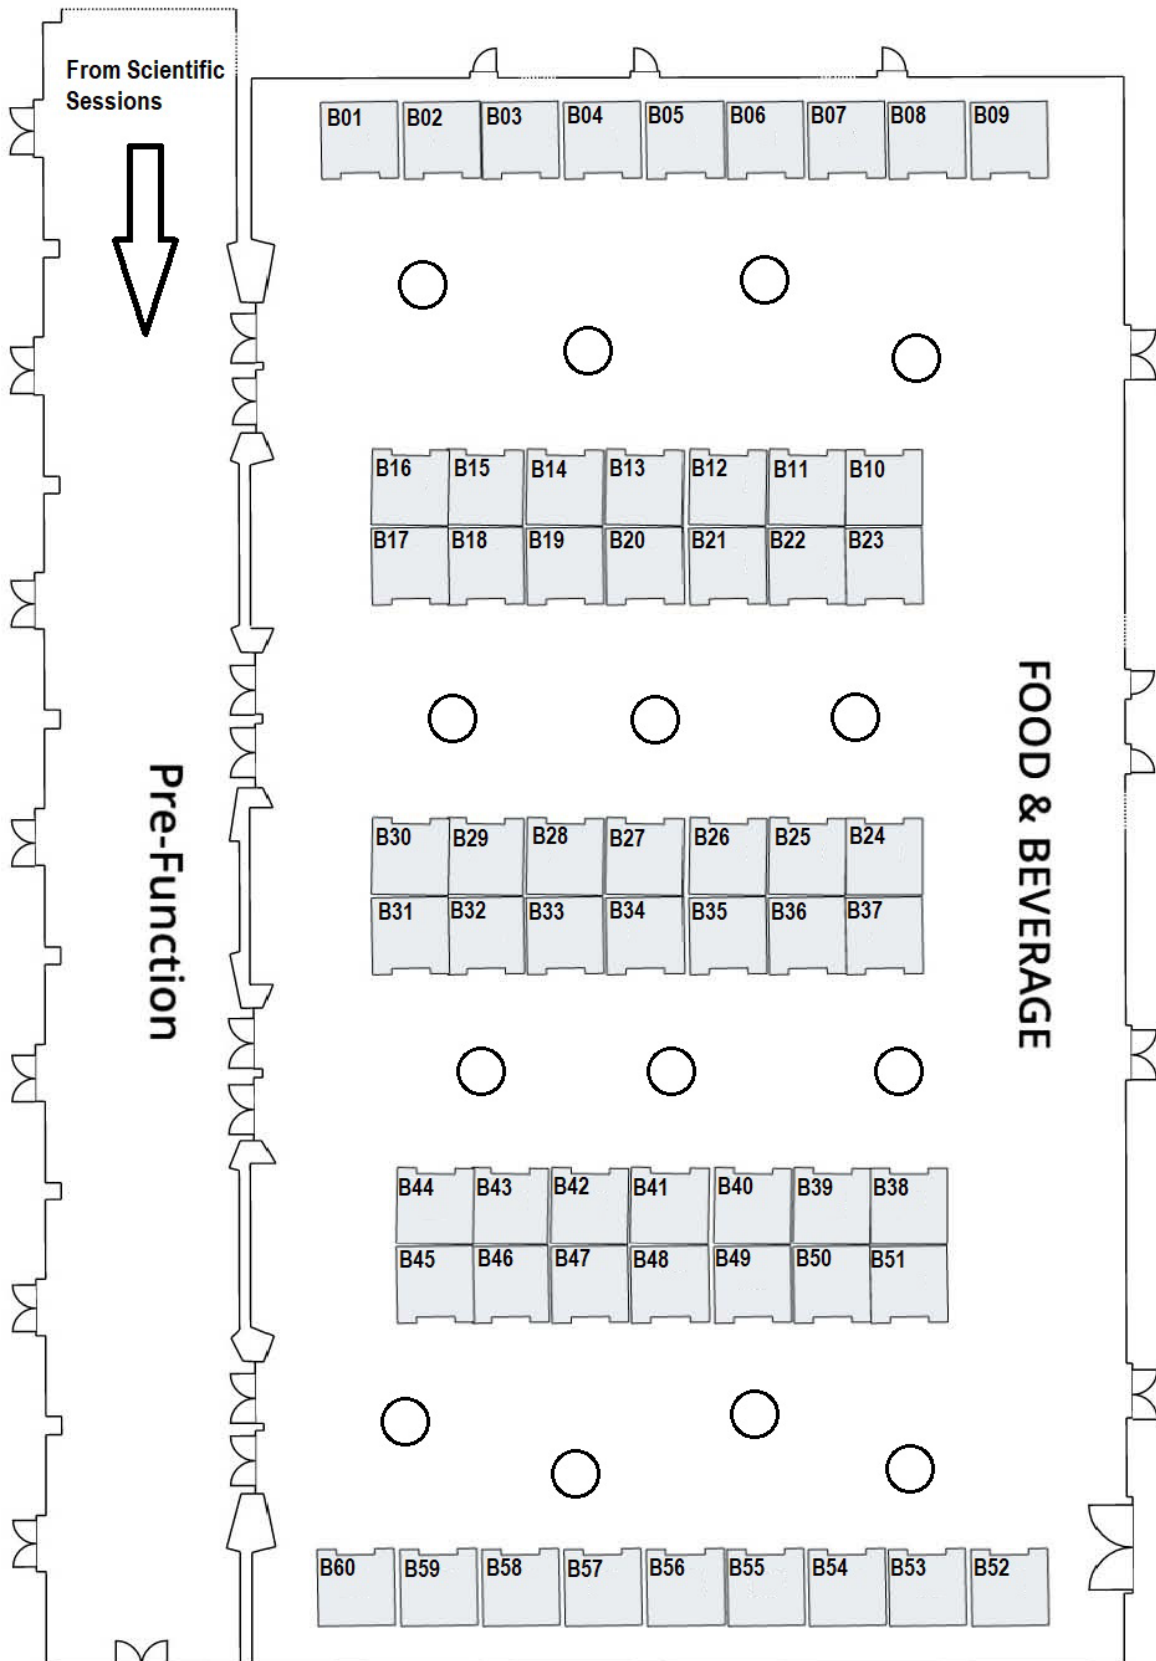 From Scientific
Sessions
B01 B02 B03 B04 B05 B06 B07 B08 B09
B16 B15 B14 B13 B12 B11 B10
B17 B18 B19 B20 B21 B22 B23
FOOD & BEVERAGE
Pre-Function
B30 B29 B28 B27 B26 B25 B24
B31 B32 B33 B34 B35 B36 B37
B44 B43 B42 B41 B40 B39 B38
B45 B46 B47 B48 B49 B50 B51
B60 B59 B58 B57 B56 B55 B54 B53 B52